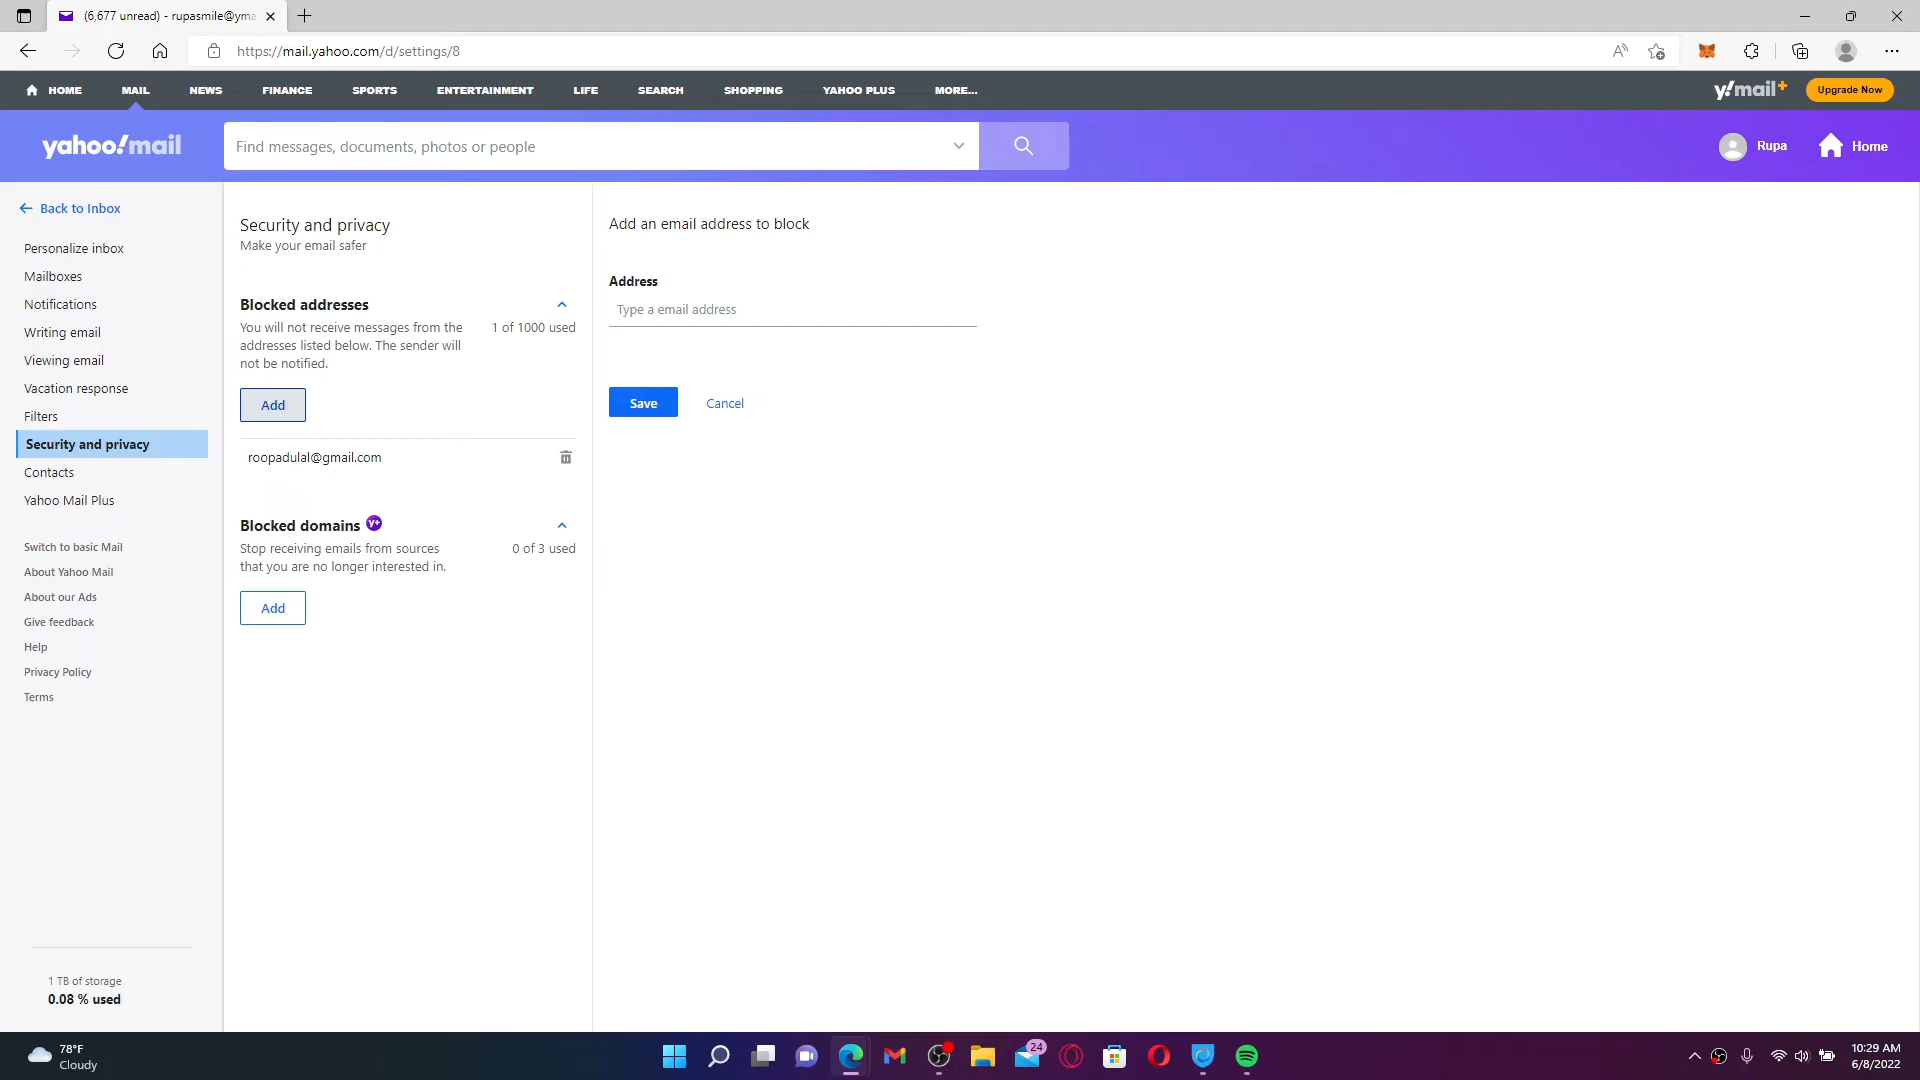 (6,677 unread) - rupasmile@yma
https://mail.yahoo.com/d/settings/8
HOME MAIL NEWS FINANCE SPORTS ENTERTAINMENT LIFE SEARCH SHOPPING YAHOO PLUS MORE...
y!mail+
Upgrade Now
yahoo!mail
Find messages, documents, photos or people
Rupa
Home
Back to Inbox
Personalize inbox
Mailboxes
Notifications
Writing email
Viewing email
Vacation response
Filters
Security and privacy
Contacts
Yahoo Mail Plus
Switch to basic Mail
About Yahoo Mail
About our Ads
Give feedback
Help
Privacy Policy
Terms
1 TB of storage
0.08 % used
Security and privacy
Make your email safer
Blocked addresses
You will not receive messages from the
addresses listed below. The sender will
not be notified.
1 of 1000 used
Add
roopadulal@gmail.com
Blocked domains y+
Stop receiving emails from sources
that you are no longer interested in.
0 of 3 used
Add
Add an email address to block
Address
Type a email address
Save
Cancel
78°F
Cloudy
24
10:29 AM
6/8/2022